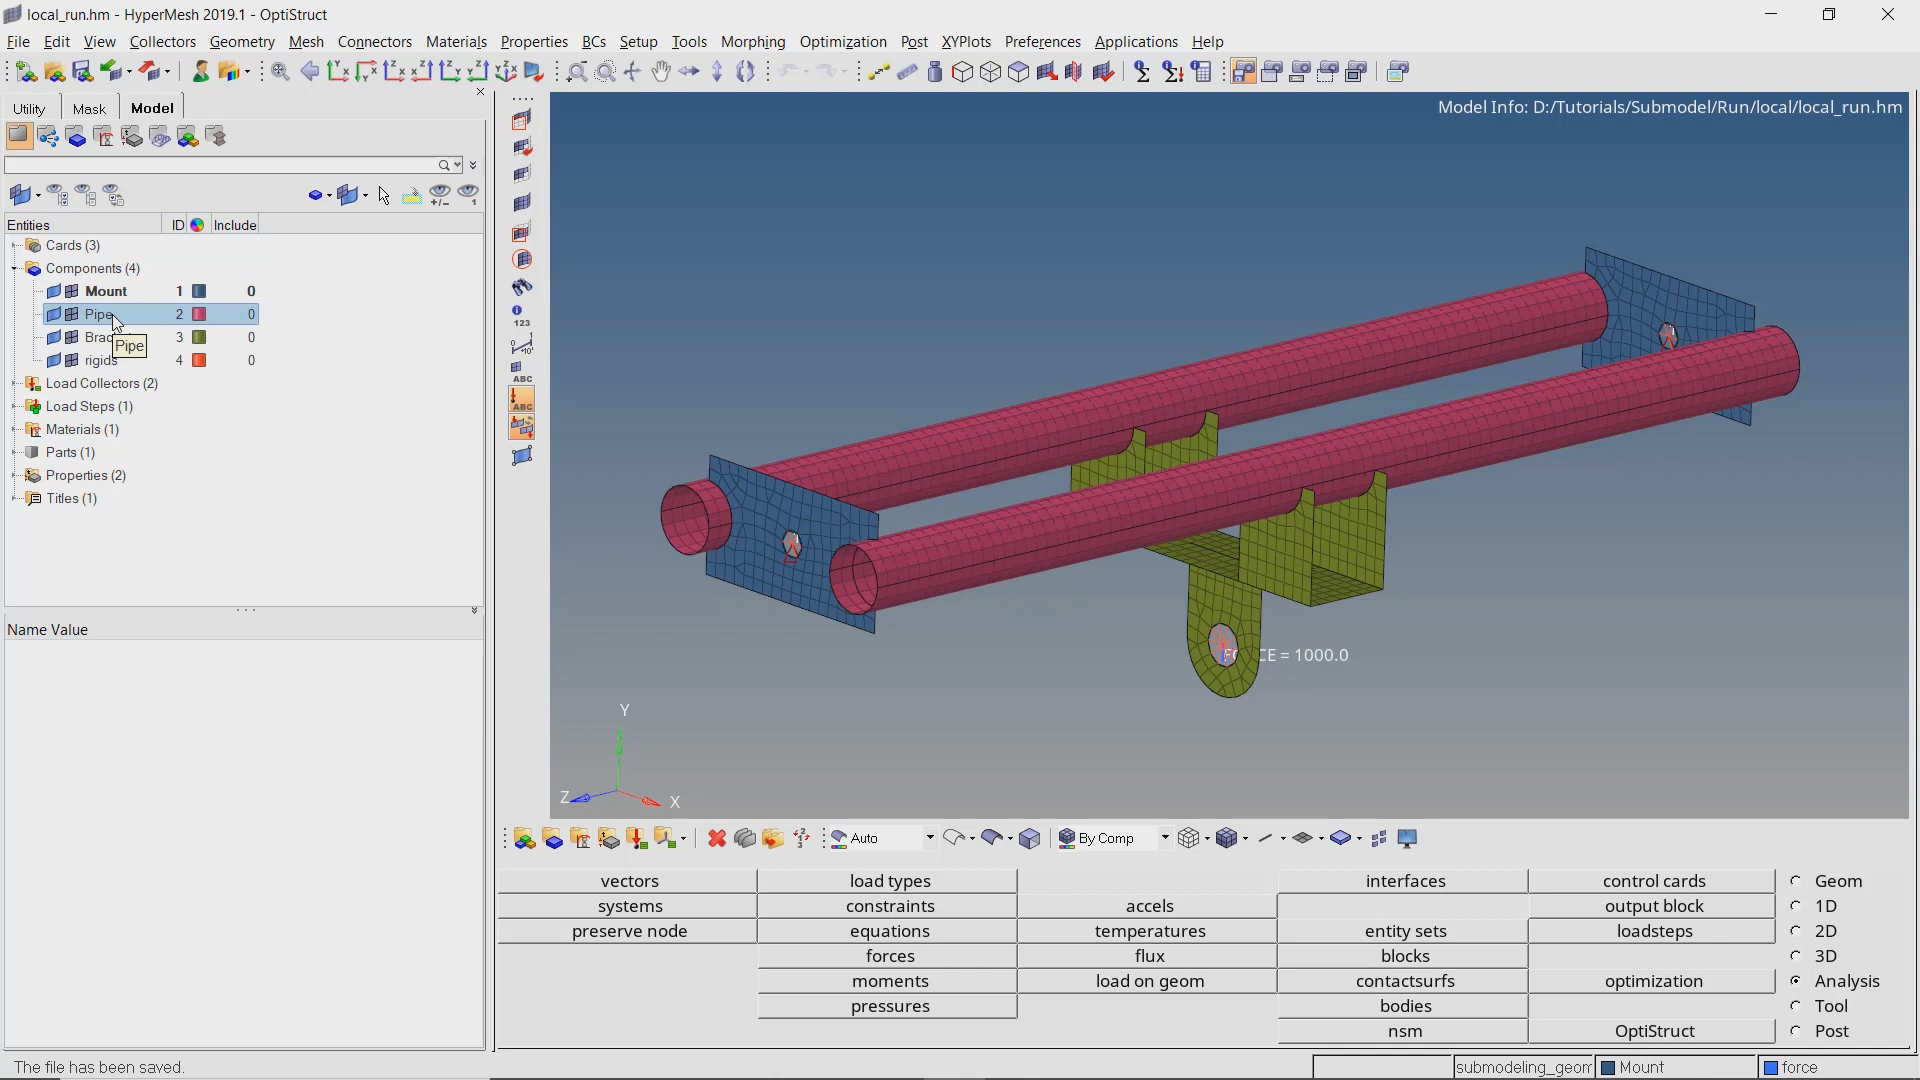 local_run.hm - HyperMesh 2019.1 - OptiStruct
File Edit View Collectors Geometry Mesh Connectors Materials Properties BCs Setup Tools Morphing Optimization Post XYPlots Preferences Applications Help
Utility Mask Model
Entities ID Include
Cards (3)
Components (4)
Mount 1 0
Pipe 2 0
3 0
Pipe
rigids 4 0
Load Collectors (2)
Load Steps (1)
Materials (1)
Parts (1)
Properties (2)
Titles (1)
Name Value
123
ABC
ABC
Model Info: D:/Tutorials/Submodel/Run/local/local_run.hm
CE = 1000.0
Y
Z
X
Auto
By Comp
vectors load types interfaces control cards Geom
systems constraints accels output block 1D
preserve node equations temperatures entity sets loadsteps 2D
forces flux blocks 3D
moments load on geom contactsurfs optimization Analysis
pressures bodies Tool
nsm OptiStruct Post
The file has been saved.
submodeling_geom Mount force